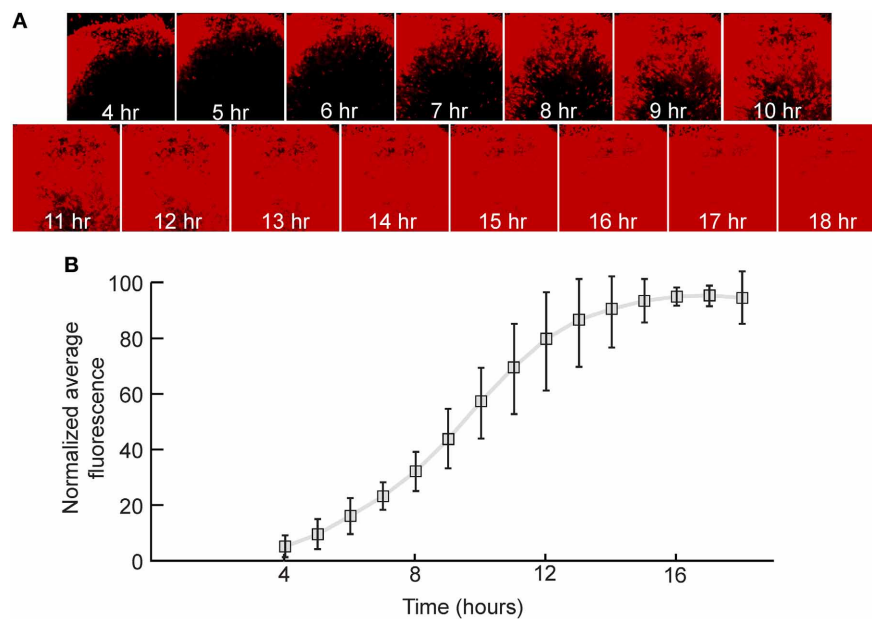 A
4 hr 5 hr 6 hr 7 hr 8 hr 9 hr 10 hr
11 hr 12 hr 13 hr 14 hr 15 hr 16 hr 17 hr 18 hr
B
100
80
60
40
20
0
Normalized average
fluorescence
4 8 12 16
Time (hours)